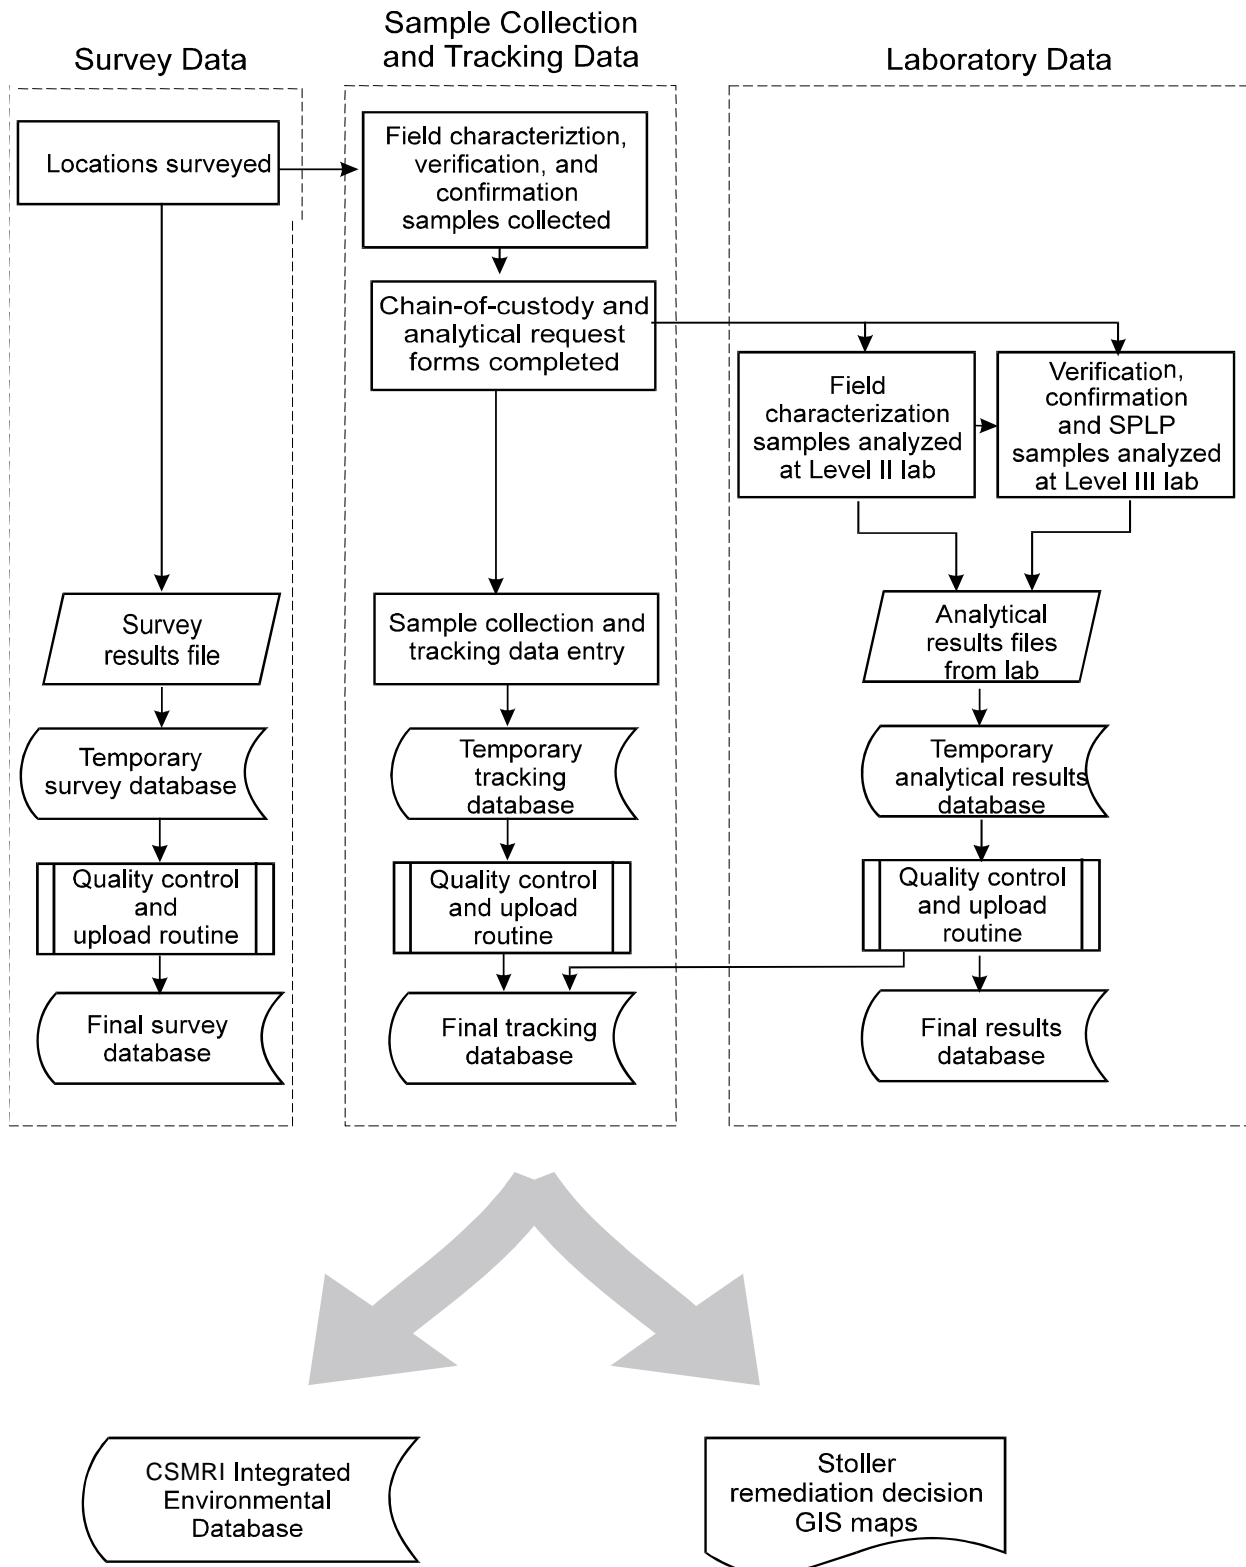 Survey Data
Sample Collection
and Tracking Data
Laboratory Data
Locations surveyed
Field characteriztion,
verification, and
confirmation
samples collected
Chain-of-custody and
analytical request
forms completed
Field
characterization
samples analyzed
at Level II lab
Verification,
confirmation
and SPLP
samples analyzed
at Level III lab
Survey
results file
Sample collection and
tracking data entry
Analytical
results files
from lab
Temporary
survey database
Temporary
tracking
database
Temporary
analytical results
database
Quality control
and
upload routine
Quality control
and upload
routine
Quality control
and upload
routine
Final survey
database
Final tracking
database
Final results
database
CSMRI Integrated
Environmental
Database
Stoller
remediation decision
GIS maps